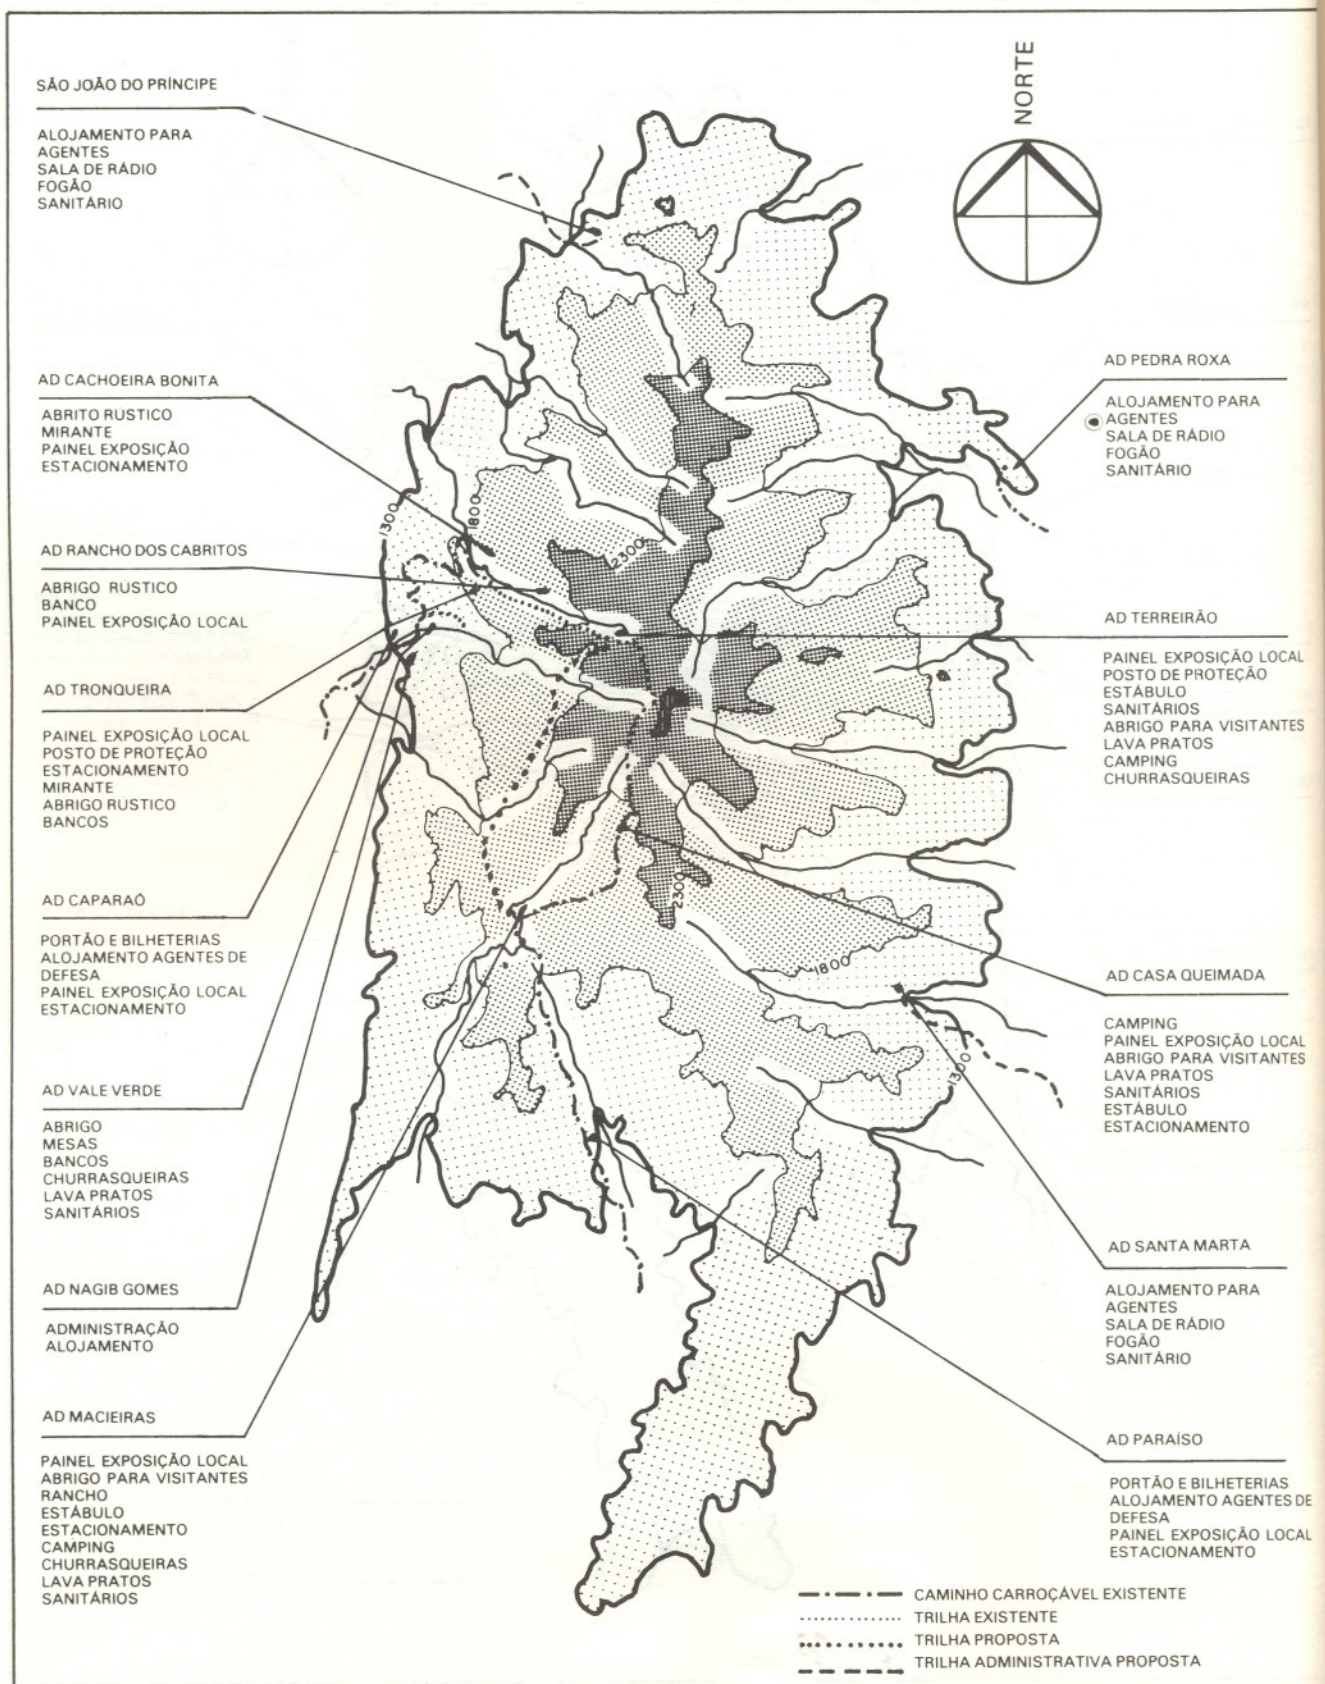 NORTE
SÃO JOÃO DO PRÍNCIPE
ALOJAMENTO PARA
AGENTES
SALA DE RÁDIO
FOGÃO
SANITÁRIO
AD CACHOEIRA BONITA
ABRITO RÚSTICO
MIRANTE
PAINEL EXPOSIÇÃO
ESTACIONAMENTO
AD RANCHO DOS CABRITOS
ABRIGO RÚSTICO
BANCO
PAINEL EXPOSIÇÃO LOCAL
AD TRONQUEIRA
PAINEL EXPOSIÇÃO LOCAL
POSTO DE PROTEÇÃO
ESTACIONAMENTO
MIRANTE
ABRIGO RÚSTICO
BANCOS
AD CAPARAÓ
PORTÃO E BILHETERIAS
ALOJAMENTO AGENTES DE
DEFESA
PAINEL EXPOSIÇÃO LOCAL
ESTACIONAMENTO
AD VALE VERDE
ABRIGO
MESAS
BANCOS
CHURRASQUEIRAS
LAVA PRATOS
SANITÁRIOS
AD NAGIB GOMES
ADMINISTRAÇÃO
ALOJAMENTO
AD MACIEIRAS
PAINEL EXPOSIÇÃO LOCAL
ABRIGO PARA VISITANTES
RANCHO
ESTÁBULO
ESTACIONAMENTO
CAMPING
CHURRASQUEIRAS
LAVA PRATOS
SANITÁRIOS
1300
1800
2300
2300
1800
1300
AD PEDRA ROXA
ALOJAMENTO PARA
AGENTES
SALA DE RÁDIO
FOGÃO
SANITÁRIO
AD TERREIRÃO
PAINEL EXPOSIÇÃO LOCAL
POSTO DE PROTEÇÃO
ESTÁBULO
SANITÁRIOS
ABRIGO PARA VISITANTES
LAVA PRATOS
CAMPING
CHURRASQUEIRAS
AD CASA QUEIMADA
CAMPING
PAINEL EXPOSIÇÃO LOCAL
ABRIGO PARA VISITANTES
LAVA PRATOS
SANITÁRIOS
ESTÁBULO
ESTACIONAMENTO
AD SANTA MARTA
ALOJAMENTO PARA
AGENTES
SALA DE RÁDIO
FOGÃO
SANITÁRIO
AD PARAÍSO
PORTÃO E BILHETERIAS
ALOJAMENTO AGENTES DE
DEFESA
PAINEL EXPOSIÇÃO LOCAL
ESTACIONAMENTO
CAMINHO CARROÇÁVEL EXISTENTE
TRILHA EXISTENTE
TRILHA PROPOSTA
TRILHA ADMINISTRATIVA PROPOSTA